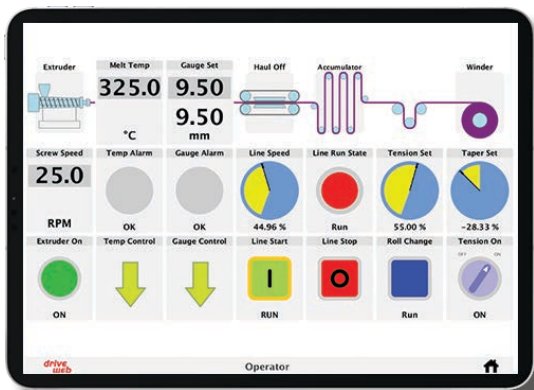 Extruder
Melt Temp
Gauge Set
Haul Off
Accumulator
Winder
325.0
9.50
9.50
°C
mm
Screw Speed
Temp Alarm
Gauge Alarm
Line Speed
Line Run State
Tension Set
Taper Set
25.0
RPM
OK
OK
44.96 %
Run
55.00 %
-28.33 %
Extruder On
Temp Control
Gauge Control
Line Start
Line Stop
Roll Change
Tension On
OFF
ON
I
O
ON
RUN
Run
ON
drive
web
Operator